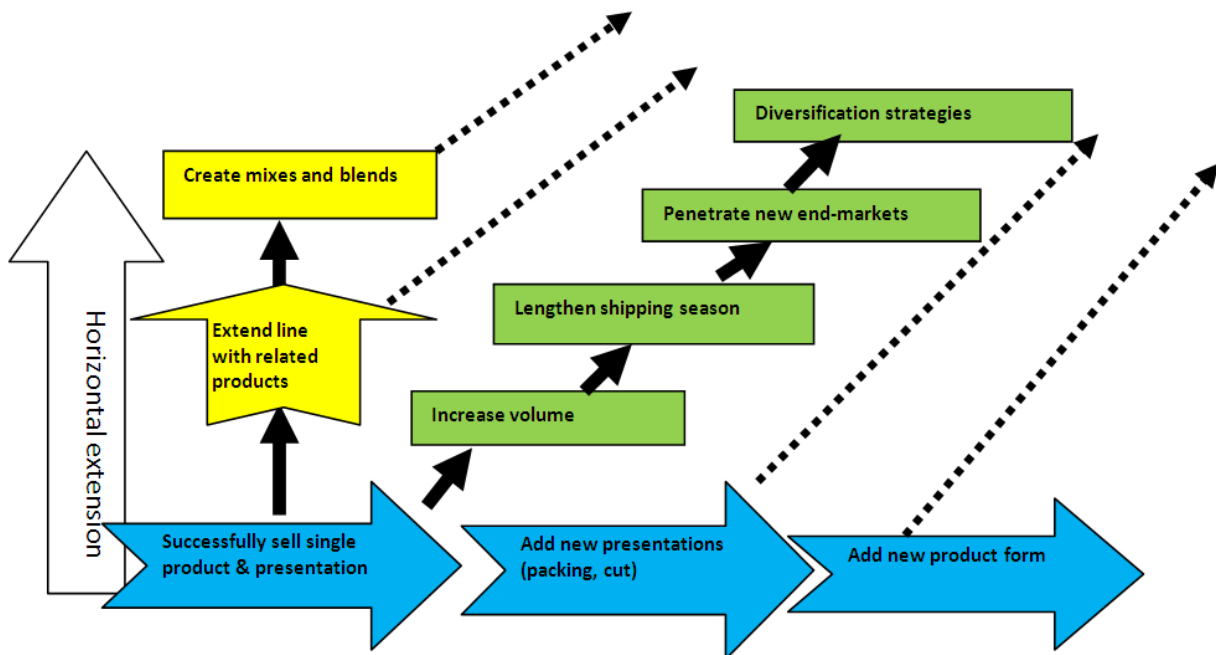 Diversification strategies
Create mixes and blends
Penetrate new end-markets
Lengthen shipping season
Horizontal extension
Extend line
with related
products
Increase volume
Successfully sell single
product & presentation
Add new presentations
(packing, cut)
Add new product form